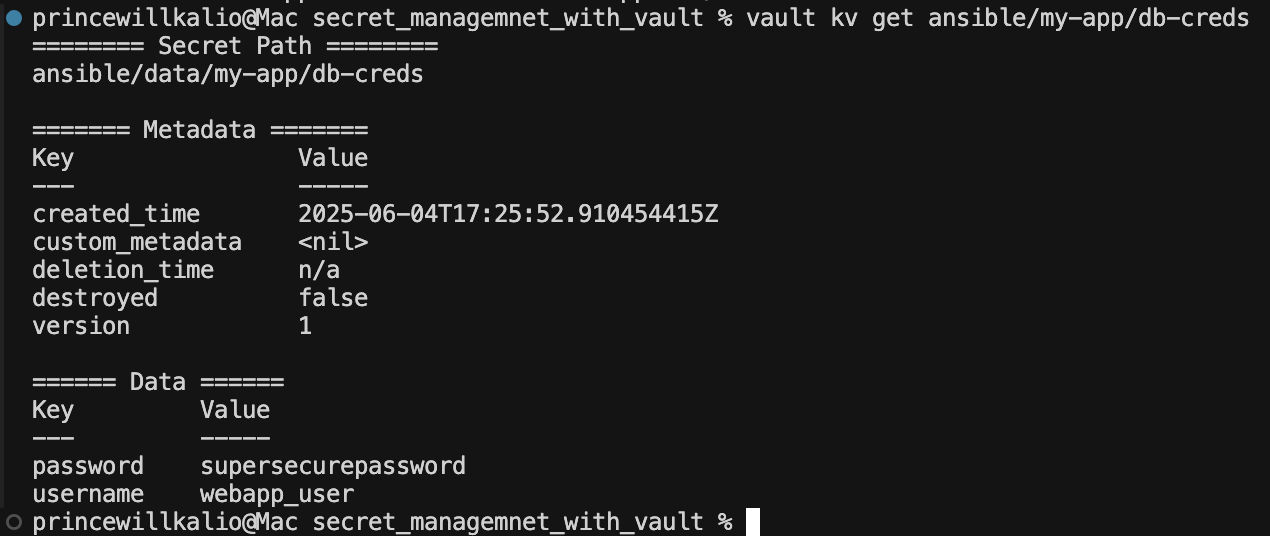 princewillkalio@Mac secret_managemnet_with_vault % vault kv get ansible/my-app/db-creds
======== Secret Path ========
ansible/data/my-app/db-creds
======= Metadata =======
Key Value
--- -----
created_time 2025-06-04T17:25:52.910454415Z
custom_metadata <nil>
deletion_time n/a
destroyed false
version 1
====== Data ======
Key Value
--- -----
password supersecurepassword
username webapp_user
princewillkalio@Mac secret_managemnet_with_vault %